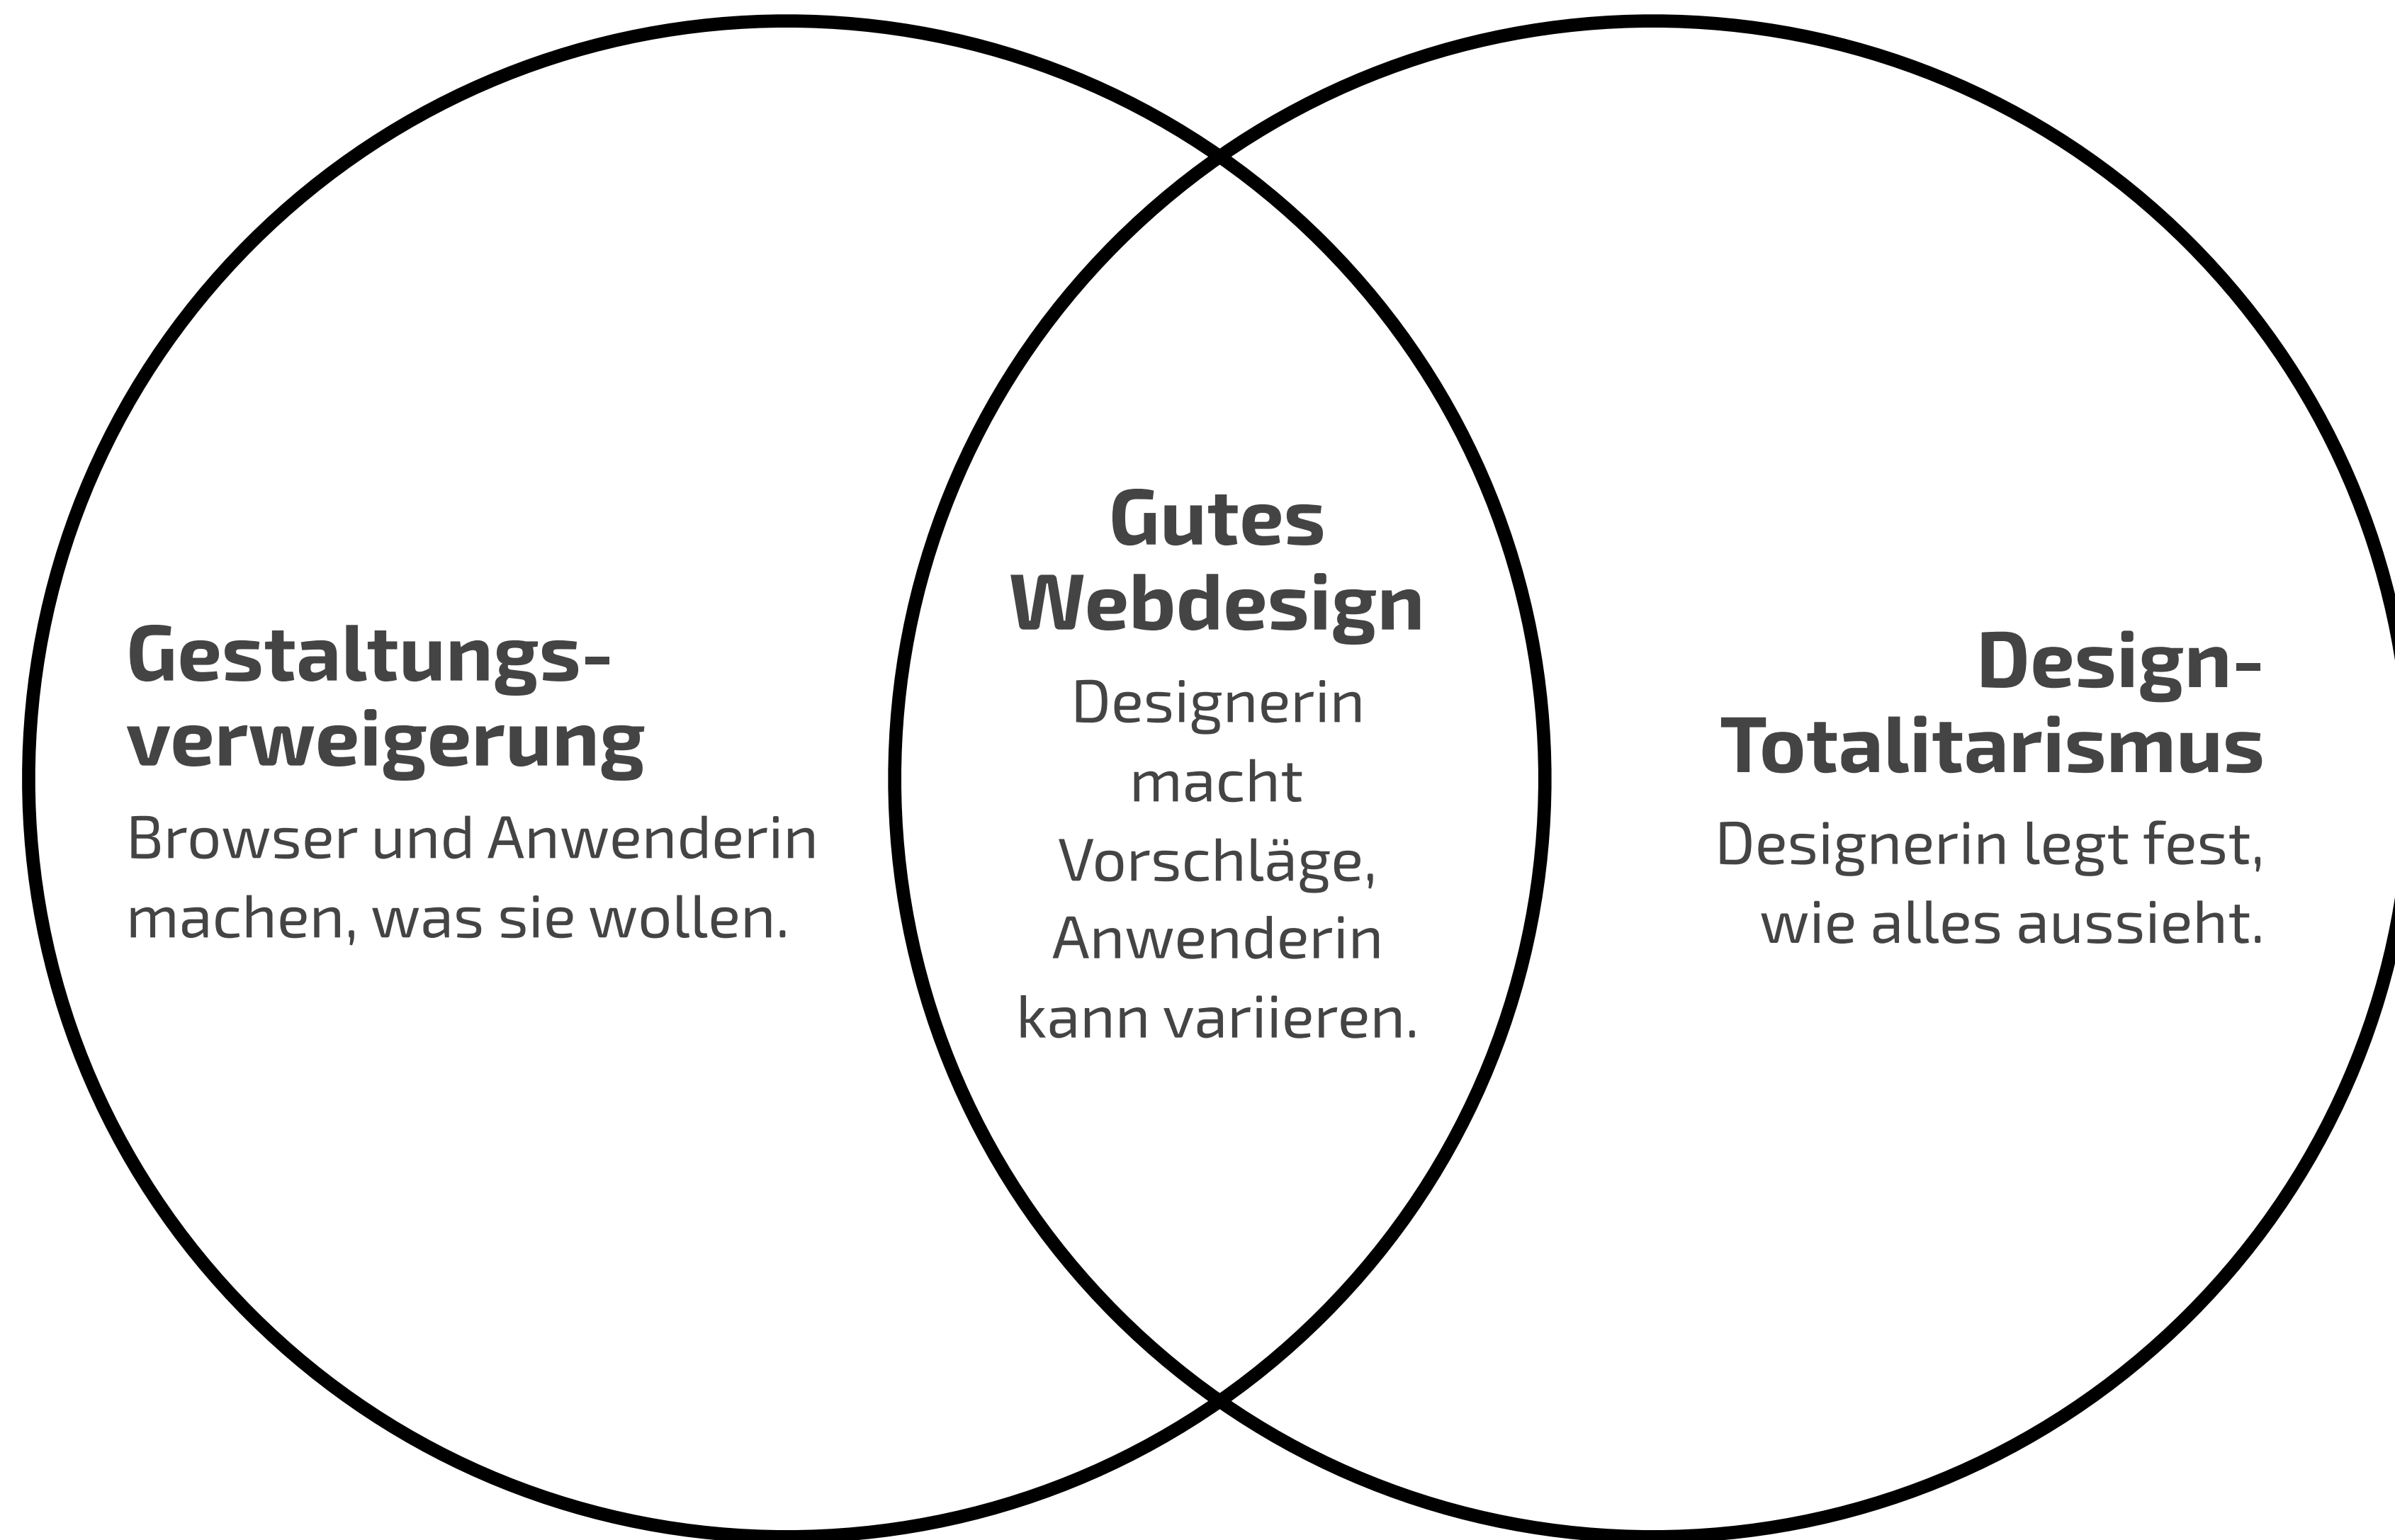 Gestaltungs-
verweigerung
Browser und Anwenderin
machen, was sie wollen.
Gutes
Webdesign
Designerin
macht
Vorschläge,
Anwenderin
kann variieren.
Design-
Totalitarismus
Designerin legt fest,
wie alles aussieht.